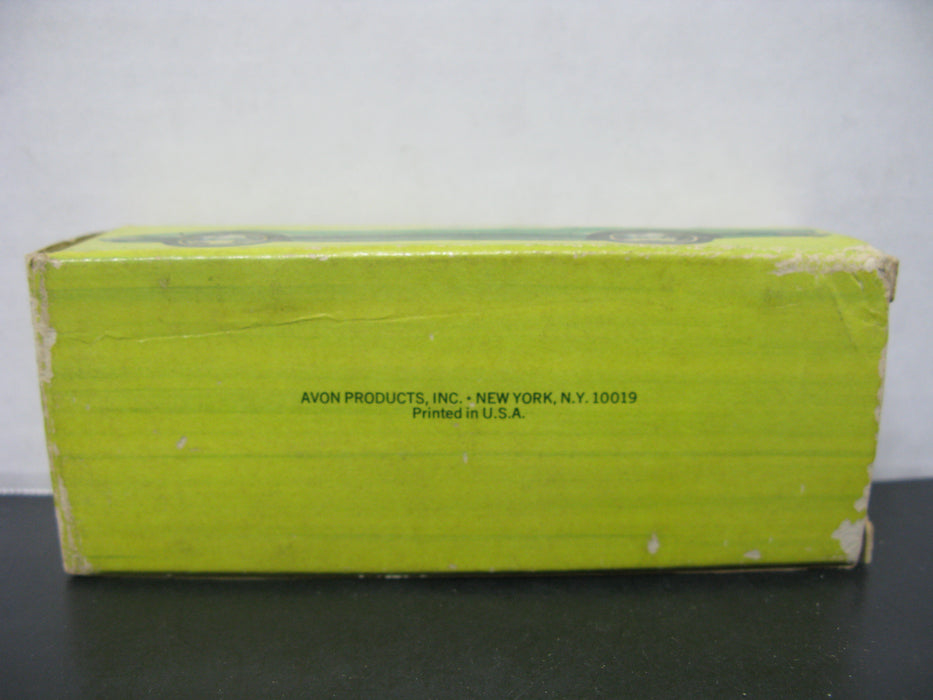 AVON PRODUCTS, INC. • NEW YORK, N.Y. 10019
Printed in U.S.A.